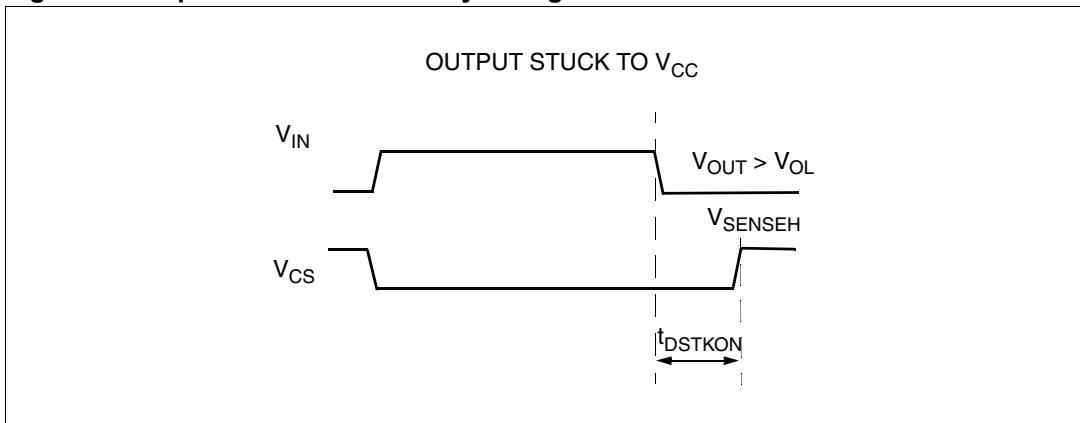 OUTPUT STUCK TO VCC
VIN
VOUT > VOL
VSENSEH
VCS
tDSTKON